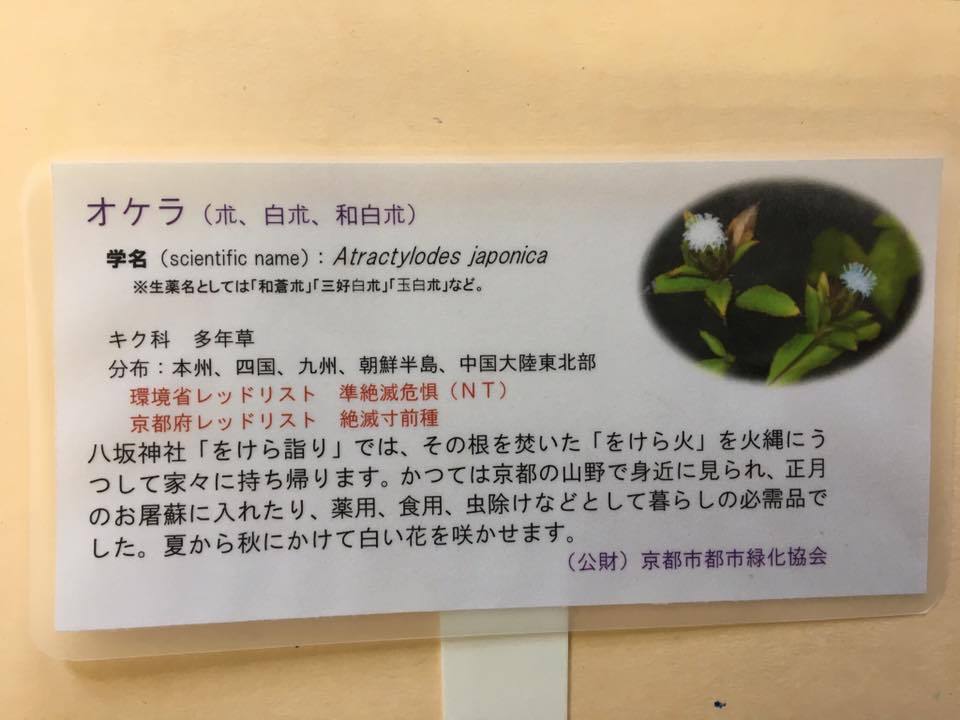 オケラ（朮、白朮、和白朮）
学名（scientific name）：Atractylodes japonica
※生薬名としては「和蒼朮」「三好白朮」「玉白朮」など。
キク科　多年草
分布：本州、四国、九州、朝鮮半島、中国大陸東北部
環境省レッドリスト　準絶滅危惧（ＮＴ）
京都府レッドリスト　絶滅寸前種
八坂神社「をけら詣り」では、その根を焚いた「をけら火」を火縄にう
つして家々に持ち帰ります。かつては京都の山野で身近に見られ、正月
のお屠蘇に入れたり、薬用、食用、虫除けなどとして暮らしの必需品で
した。夏から秋にかけて白い花を咲かせます。
（公財）京都市都市緑化協会